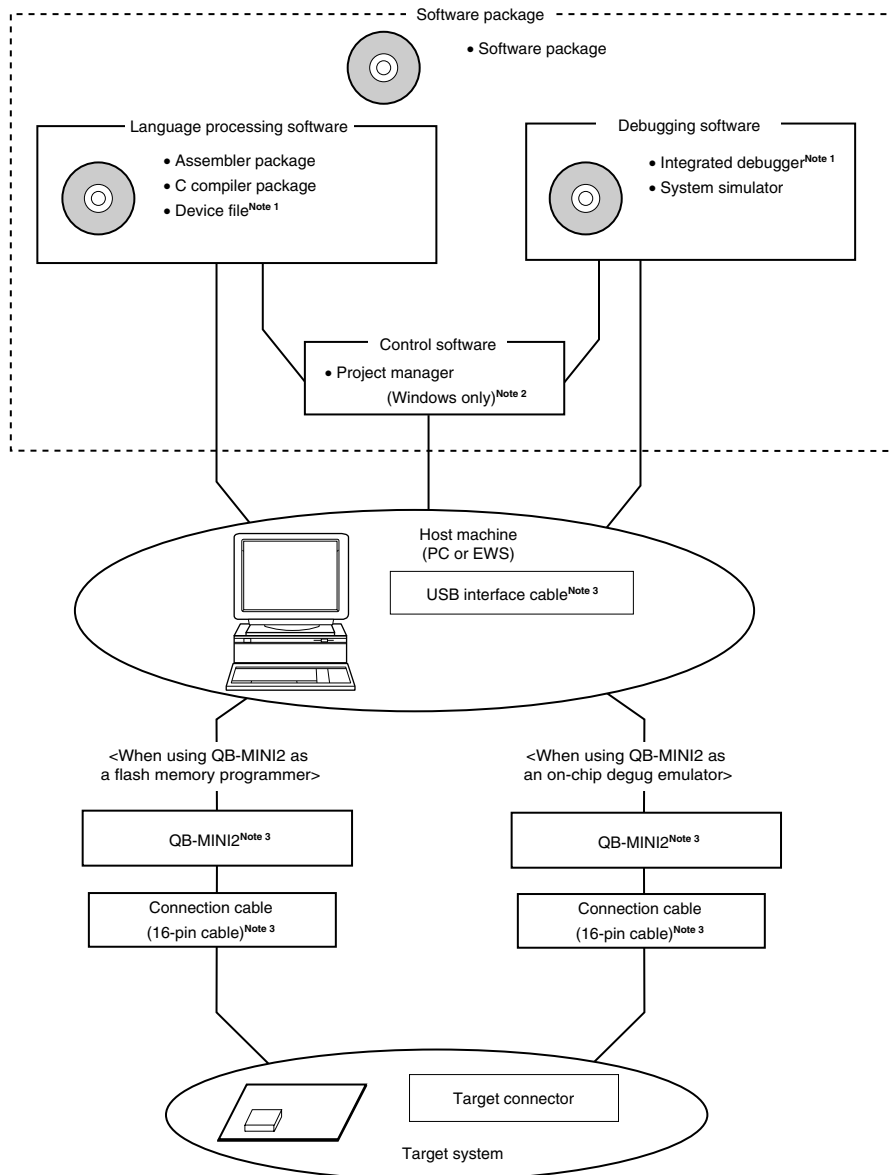 Software package
• Software package
Language processing software
• Assembler package
• C compiler package
• Device fileNote 1
Debugging software
• Integrated debuggerNote 1
• System simulator
Control software
• Project manager
(Windows only)Note 2
Host machine
(PC or EWS)
USB interface cableNote 3
<When using QB-MINI2 as
a flash memory programmer>
<When using QB-MINI2 as
an on-chip degug emulator>
QB-MINI2Note 3
QB-MINI2Note 3
Connection cable
(16-pin cable)Note 3
Connection cable
(16-pin cable)Note 3
Target connector
Target system